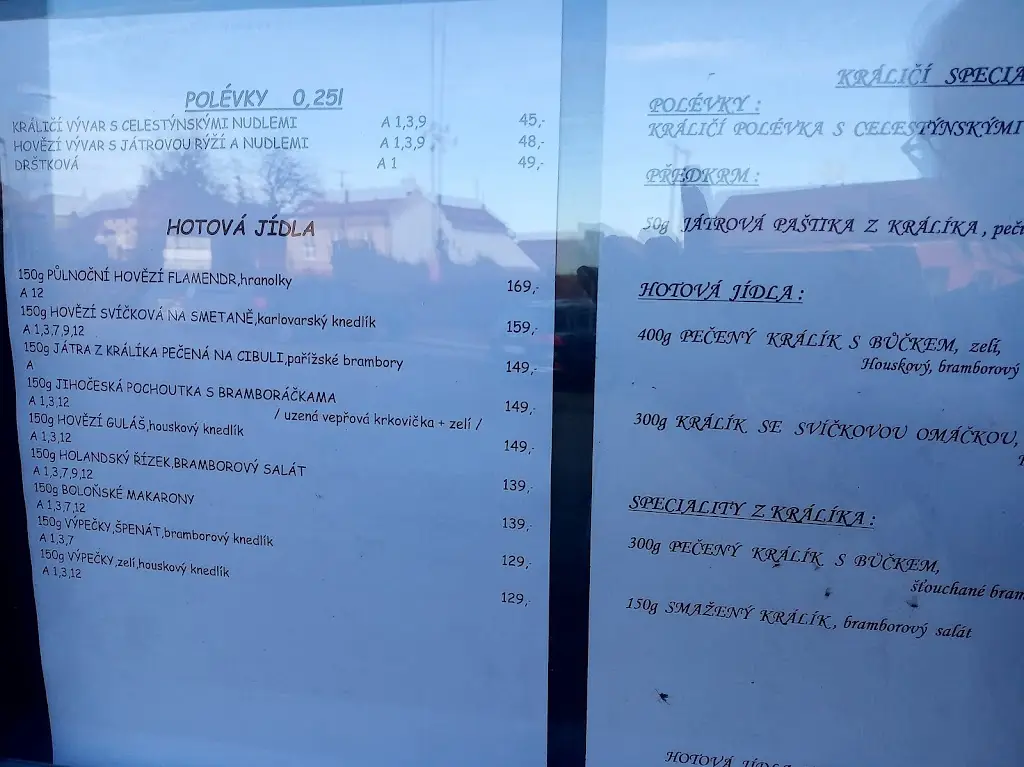 POLÉVKY 0,25l
KRÁLIČÍ VÝVAR S CELESTÝNSKÝMI NUDLEMI A 1,3,9 45,-
HOVĚZÍ VÝVAR S JÁTROVOU RÝŽÍ A NUDLEMI A 1,3,9 48,-
DRŠTKOVÁ A 1 49,-
HOTOVÁ JÍDLA
150g PŮLNOČNÍ HOVĚZÍ FLAMENDR,hranolky 169,-
A 12
150g HOVĚZÍ SVÍČKOVÁ NA SMETANĚ,karlovarský knedlík 159,-
A 1,3,7,9,12
150g JÁTRA Z KRÁLÍKA PEČENÁ NA CIBULI,pařížské brambory 149,-
A
150g JIHOČESKÁ POCHOUTKA S BRAMBORÁČKAMA 149,-
A 1,3,12 / uzená vepřová krkovička + zelí /
150g HOVĚZÍ GULÁŠ,houskový knedlík 149,-
A 1,3,12
150g HOLANDSKÝ ŘÍZEK,BRAMBOROVÝ SALÁT 139,-
A 1,3,7,9,12
150g BOLOŇSKÉ MAKARONY 139,-
A 1,3,7,12
150g VÝPEČKY,ŠPENÁT,bramborový knedlík 129,-
A 1,3,7
150g VÝPEČKY,zelí,houskový knedlík 129,-
A 1,3,12
KRÁLIČÍ SPECIA
POLÉVKY :
KRÁLIČÍ POLÉVKA S CELESTÝNSKÝMI
PŘEDKRM :
50g JÁTROVÁ PAŠTIKA Z KRÁLÍKA, peči
HOTOVÁ JÍDLA :
400g PEČENÝ KRÁLÍK S BŮČKEM, zelí,
Houskový, bramborový
300g KRÁLÍK SE SVÍČKOVOU OMÁČKOU,
SPECIALITY Z KRÁLÍKA :
300g PEČENÝ KRÁLÍK S BŮČKEM,
šťouchané bram
150g SMAŽENÝ KRÁLÍK, bramborový salát
HOTOVÁ JÍDLA